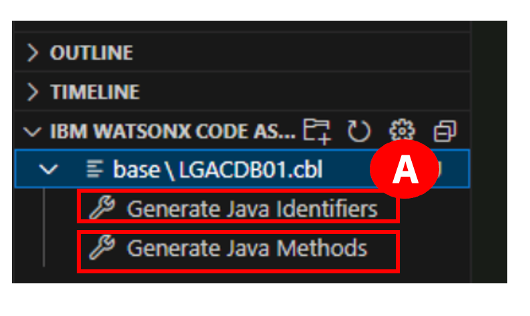 OUTLINE
TIMELINE
IBM WATSONX CODE AS...
base \ LGACDB01.cbl
A
Generate Java Identifiers
Generate Java Methods